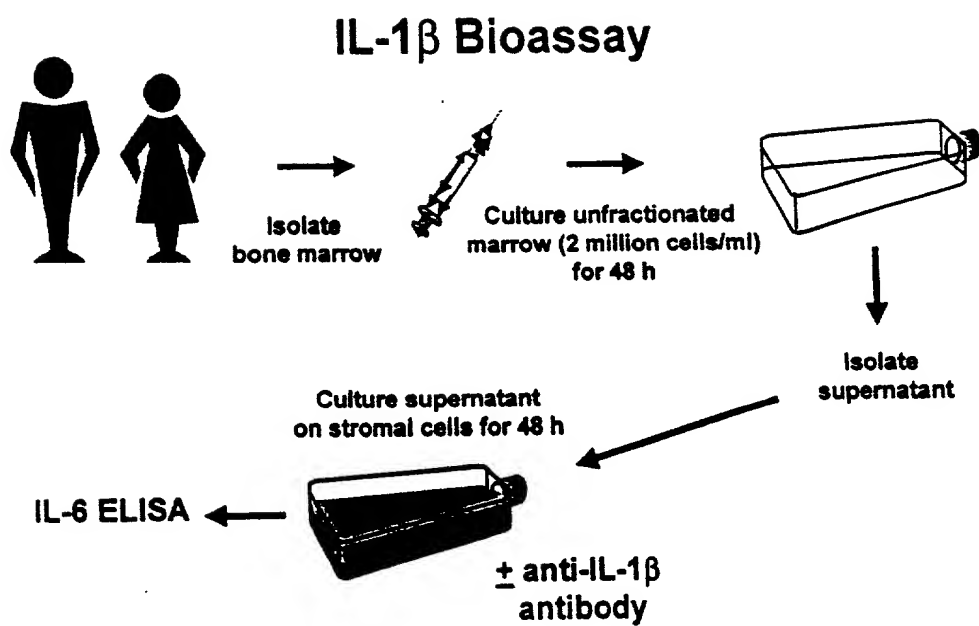 IL-1β Bioassay
Isolate
bone marrow
Culture unfractionated
marrow (2 million cells/ml)
for 48 h
Isolate
supernatant
Culture supernatant
on stromal cells for 48 h
IL-6 ELISA
± anti-IL-1β
antibody